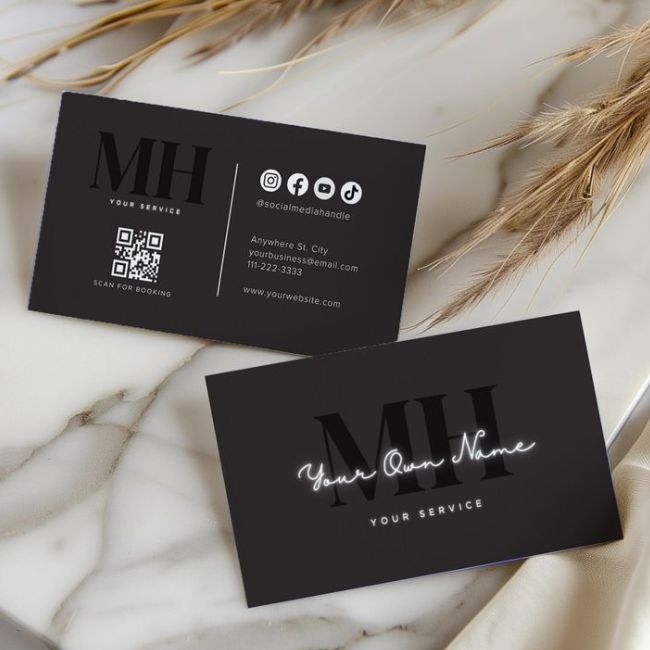 MH
YOUR SERVICE
SCAN FOR BOOKING
@socialmediahandle
Anywhere St. City
yourbusiness@email.com
111-222-3333
www.yourwebsite.com
MH
Your Own Name
YOUR SERVICE